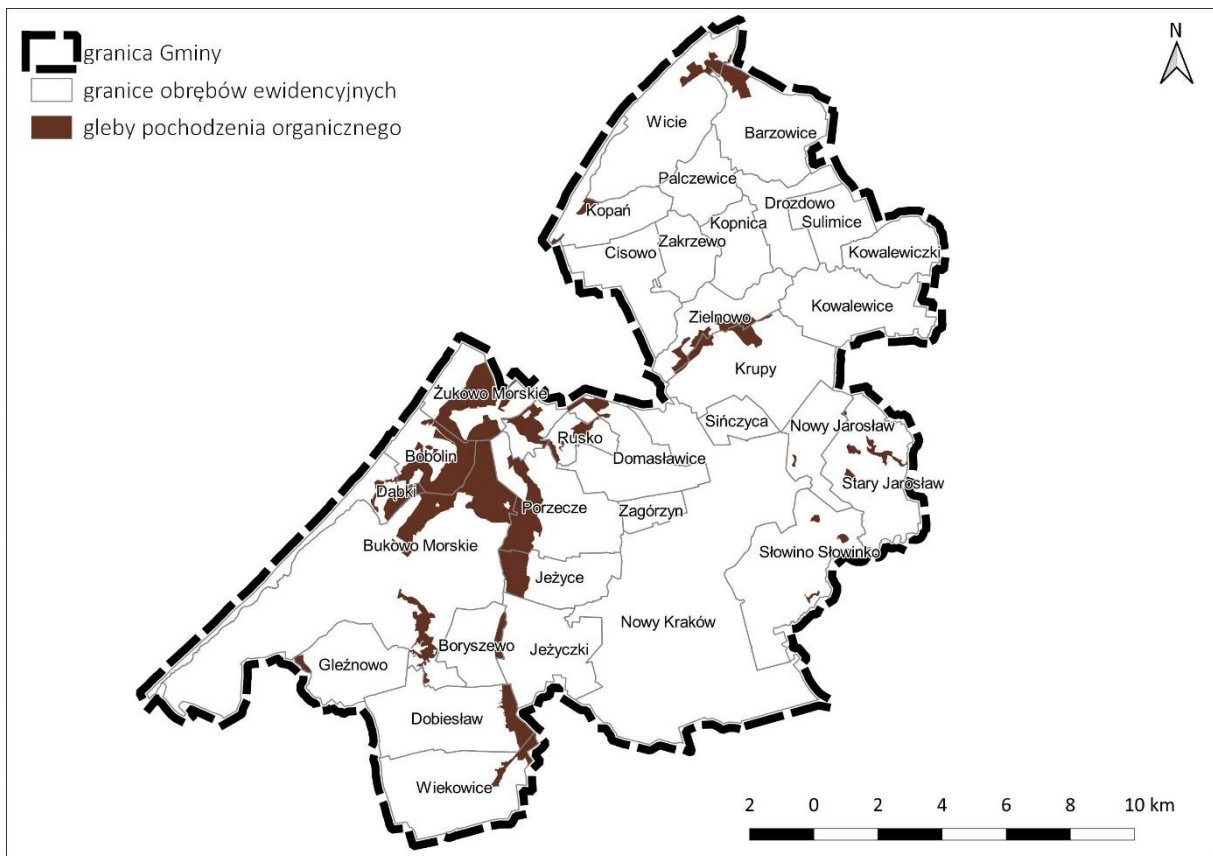 granica Gminy
granice obrębów ewidencyjnych
gleby pochodzenia organicznego
N
Wicie
Barzowice
Palczewice
Kopań
Drozdowo
Kopnica
Sulimice
Cisowo
Zakrzewo
Kowalewiczki
Kowalewice
Zielnowo
Krupy
Żukowo Morskie
Sińczyca
Nowy Jarosław
Rusko
Bobolin
Domasławice
Dąbki
Stary Jarosław
Porzecze
Zagórzyn
Bukowo Morskie
Słowino Słowinko
Jeżyce
Nowy Kraków
Boryszewo
Jeżyczki
Gleźnowo
Dobiesław
Wiekowice
2 0 2 4 6 8 10 km